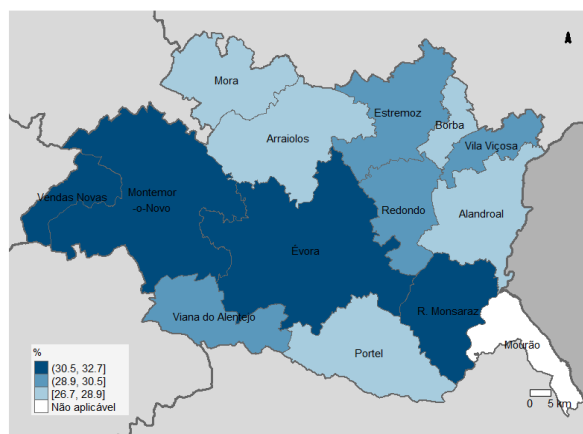 Mora
Estremoz
Borba
Arraiolos
Vila Viçosa
Vendas Novas
Montemor
-o-Novo
Redondo
Alandroal
Évora
R. Monsaraz
Viana do Alentejo
Mourão
Portel
%
(30.5, 32.7]
(28.9, 30.5]
[26.7, 28.9]
Não aplicável
0 5 km